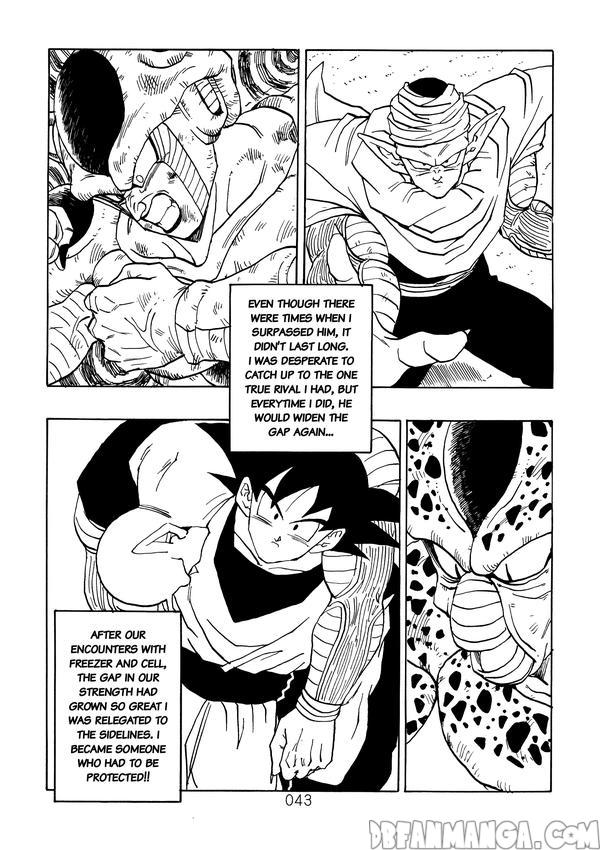 EVEN THOUGH THERE
WERE TIMES WHEN I
SURPASSED HIM, IT
DIDN'T LAST LONG.
I WAS DESPERATE TO
CATCH UP TO THE ONE
TRUE RIVAL I HAD, BUT
EVERYTIME I DID, HE
WOULD WIDEN THE
GAP AGAIN...
AFTER OUR
ENCOUNTERS WITH
FREEZER AND CELL,
THE GAP IN OUR
STRENGTH HAD
GROWN SO GREAT I
WAS RELEGATED TO
THE SIDELINES. I
BECAME SOMEONE
WHO HAD TO BE
PROTECTED!!
043
DBFANMANGA.COM